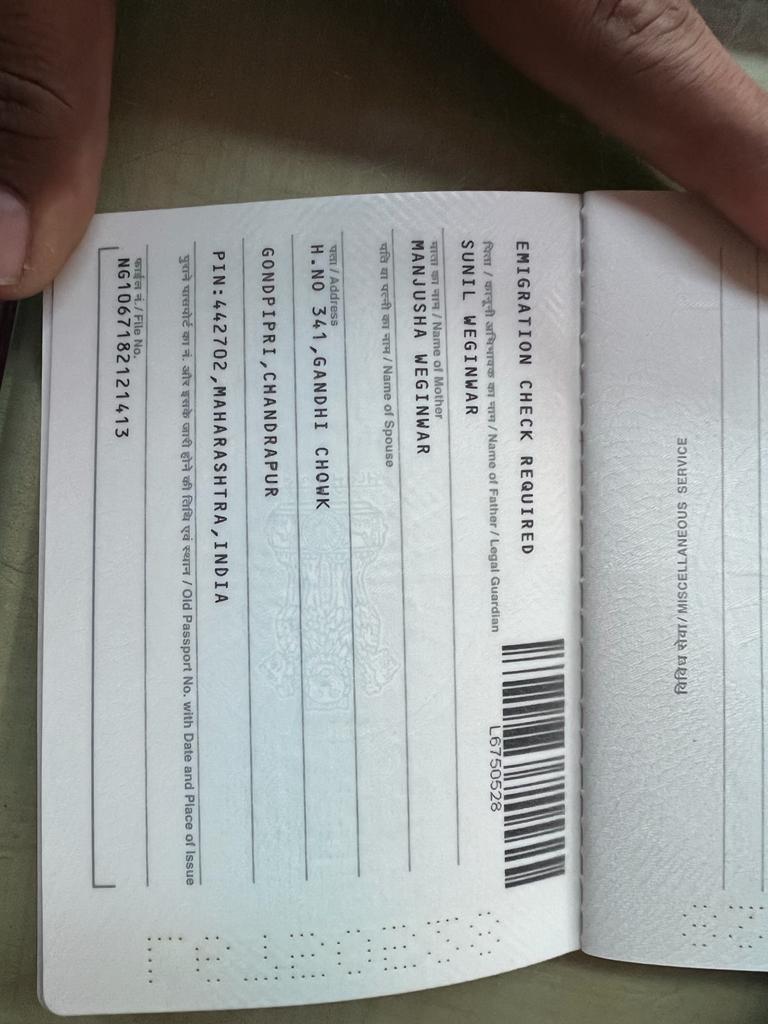 EMIGRATION CHECK REQUIRED
पिता / कानूनी अभिभावक का नाम / Name of Father / Legal Guardian
SUNIL WEGINWAR
माता का नाम / Name of Mother
MANJUSHA WEGINWAR
पति या पत्नी का नाम / Name of Spouse
पता / Address
H.NO 341,GANDHI CHOWK
GONDPIPRI,CHANDRAPUR
PIN:442702,MAHARASHTRA,INDIA
पुराने पासपोर्ट का नं. और इसके जारी होने की तिथि एवं स्थान / Old Passport No. with Date and Place of Issue
फाईल नं. / File No.
NG1067182121413
L6750528
विविध सेवा / MISCELLANEOUS SERVICE